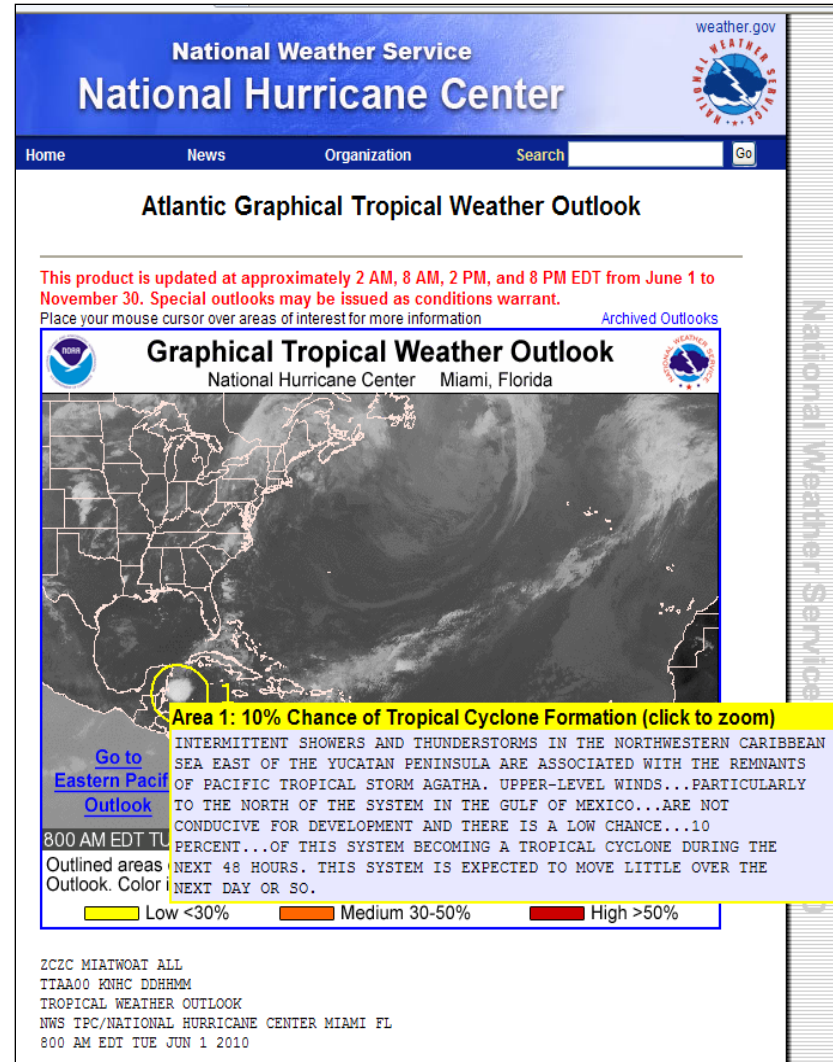 weather.gov
National Weather Service
National Hurricane Center
NATIONAL WEATHER SERVICE
Home News Organization Search Go
Atlantic Graphical Tropical Weather Outlook
This product is updated at approximately 2 AM, 8 AM, 2 PM, and 8 PM EDT from June 1 to
November 30. Special outlooks may be issued as conditions warrant.
Place your mouse cursor over areas of interest for more information Archived Outlooks
NOAA
Graphical Tropical Weather Outlook
National Hurricane Center Miami, Florida
1
Area 1: 10% Chance of Tropical Cyclone Formation (click to zoom)
INTERMITTENT SHOWERS AND THUNDERSTORMS IN THE NORTHWESTERN CARIBBEAN
SEA EAST OF THE YUCATAN PENINSULA ARE ASSOCIATED WITH THE REMNANTS
OF PACIFIC TROPICAL STORM AGATHA. UPPER-LEVEL WINDS...PARTICULARLY
TO THE NORTH OF THE SYSTEM IN THE GULF OF MEXICO...ARE NOT
CONDUCIVE FOR DEVELOPMENT AND THERE IS A LOW CHANCE...10
PERCENT...OF THIS SYSTEM BECOMING A TROPICAL CYCLONE DURING THE
NEXT 48 HOURS. THIS SYSTEM IS EXPECTED TO MOVE LITTLE OVER THE
NEXT DAY OR SO.
Go to
Eastern Pacif
Outlook
800 AM EDT TU
Outlined areas
Outlook. Color i
Low <30% Medium 30-50% High >50%
National Weather Service
ZCZC MIATWOAT ALL
TTAA00 KNHC DDHHMM
TROPICAL WEATHER OUTLOOK
NWS TPC/NATIONAL HURRICANE CENTER MIAMI FL
800 AM EDT TUE JUN 1 2010